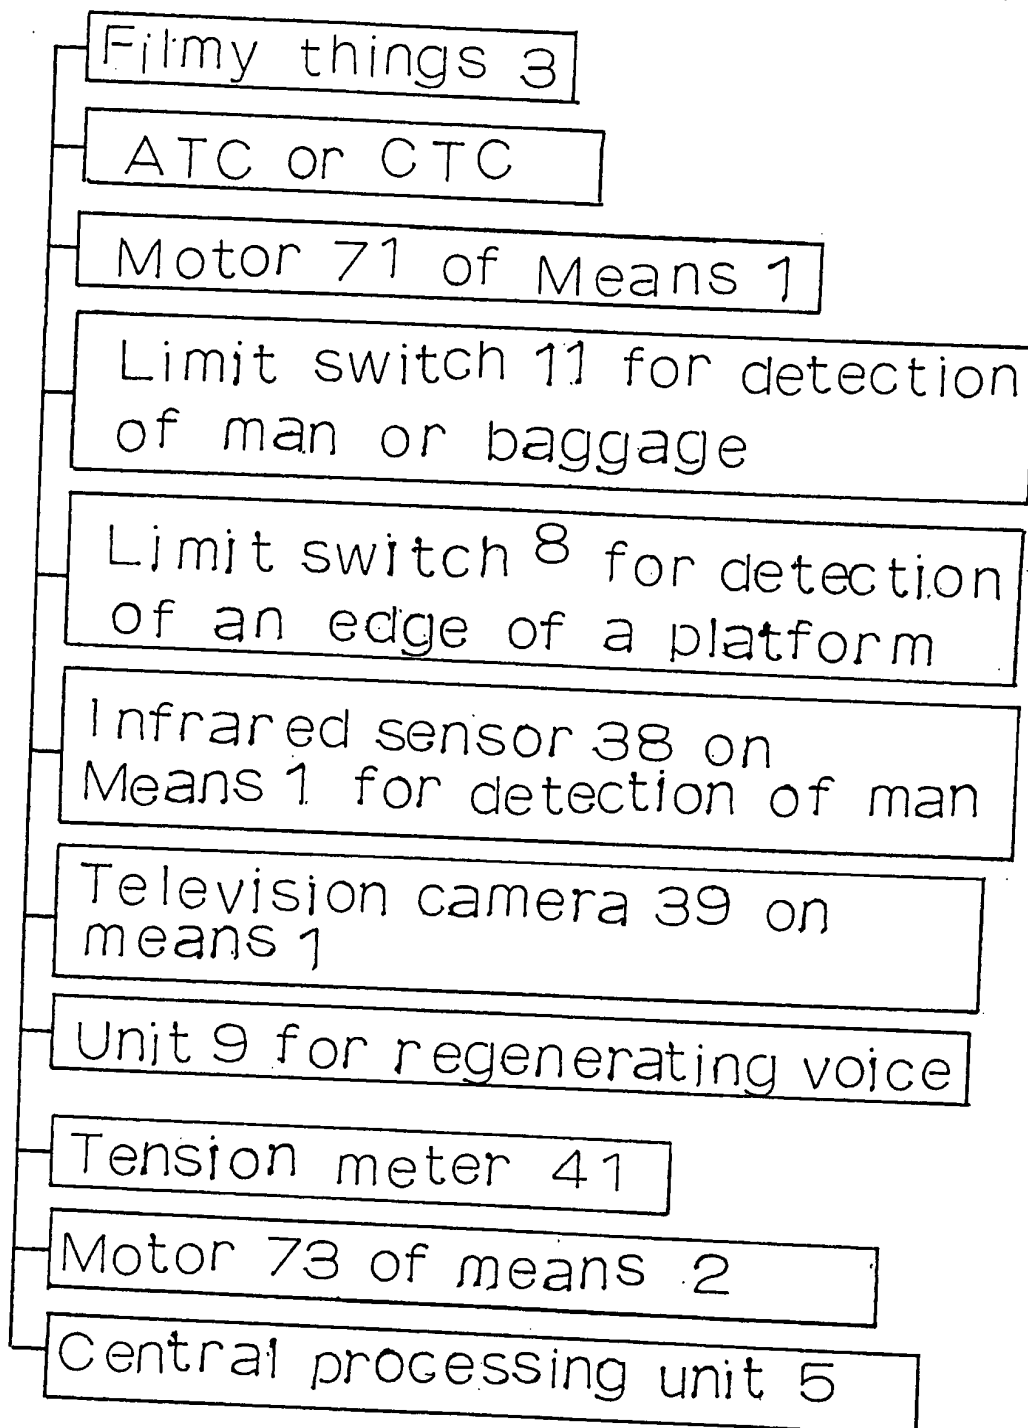 Filmy things 3
ATC or CTC
Motor 71 of Means 1
Limit switch 11 for detection
of man or baggage
Limit switch 8 for detection
of an edge of a platform
Infrared sensor 38 on
Means 1 for detection of man
Television camera 39 on
means 1
Unit 9 for regenerating voice
Tension meter 41
Motor 73 of means 2
Central processing unit 5